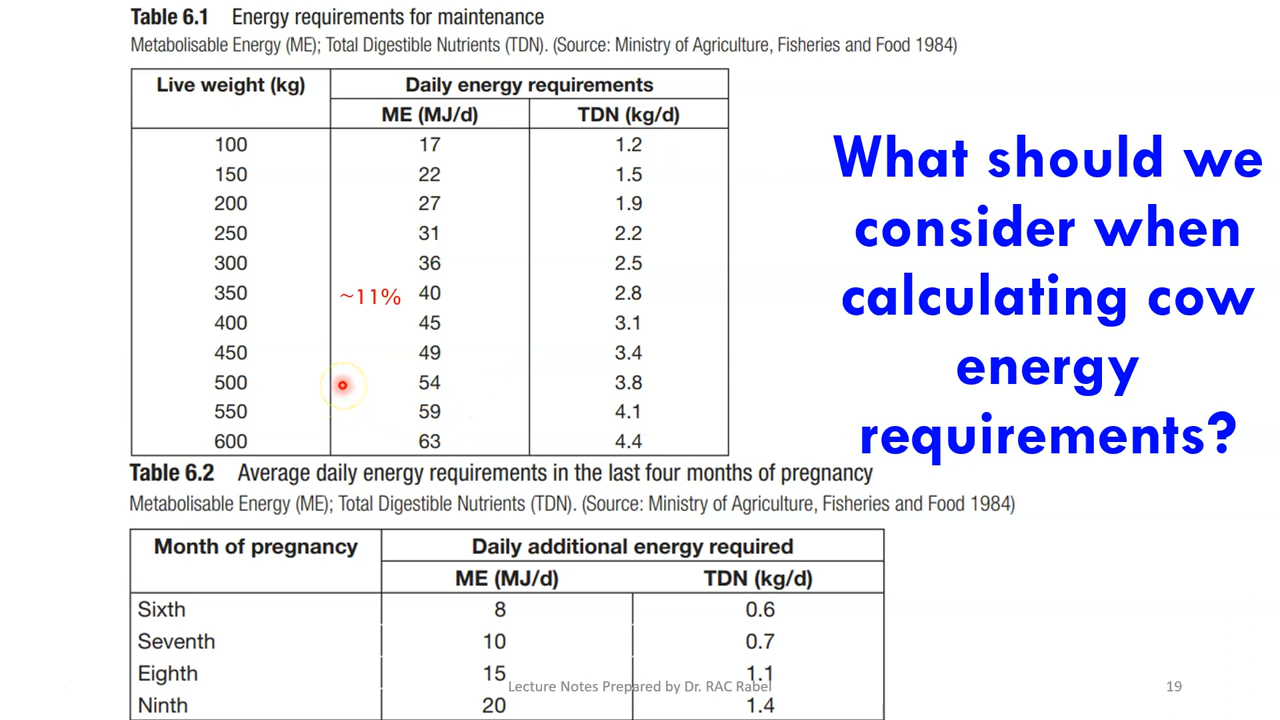 Table 6.1 Energy requirements for maintenance
Metabolisable Energy (ME); Total Digestible Nutrients (TDN). (Source: Ministry of Agriculture, Fisheries and Food 1984)
Live weight (kg) Daily energy requirements
ME (MJ/d) TDN (kg/d)
100 17 1.2
150 22 1.5
200 27 1.9
250 31 2.2
300 36 2.5
350 ~11% 40 2.8
400 45 3.1
450 49 3.4
500 54 3.8
550 59 4.1
600 63 4.4
Table 6.2 Average daily energy requirements in the last four months of pregnancy
Metabolisable Energy (ME); Total Digestible Nutrients (TDN). (Source: Ministry of Agriculture, Fisheries and Food 1984)
Month of pregnancy Daily additional energy required
ME (MJ/d) TDN (kg/d)
Sixth 8 0.6
Seventh 10 0.7
Eighth 15 1.1
Ninth 20 1.4
What should we
consider when
calculating cow
energy
requirements?
Lecture Notes Prepared by Dr. RAC Rabel
19